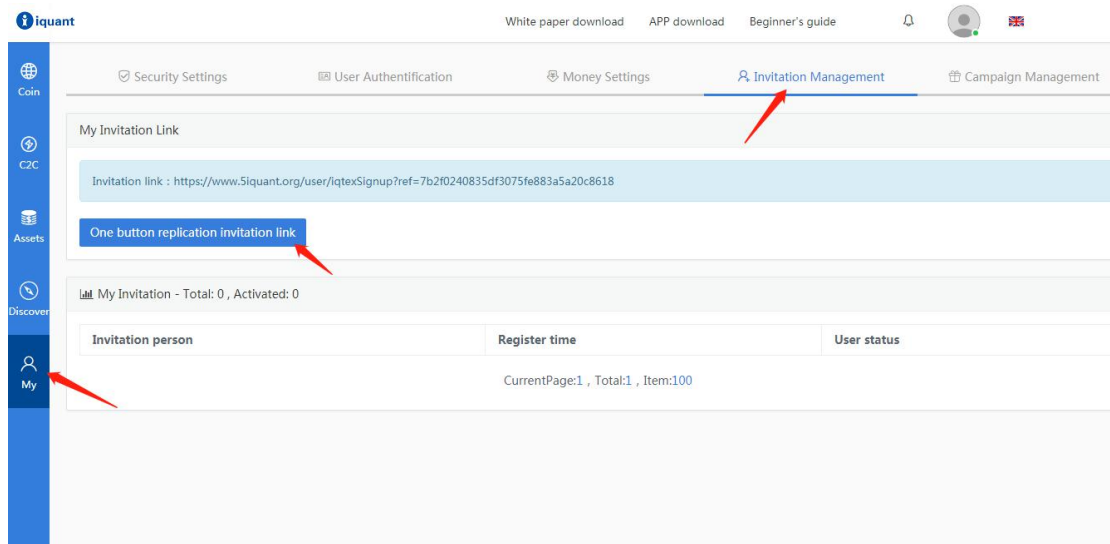 iquant
White paper download APP download Beginner's guide
Coin
C2C
Assets
Discover
My
Security Settings User Authentification Money Settings Invitation Management Campaign Management
My Invitation Link
Invitation link : https://www.5iquant.org/user/iqtexSignup?ref=7b2f0240835df3075fe883a5a20c8618
One button replication invitation link
My Invitation - Total: 0 , Activated: 0
Invitation person Register time User status
CurrentPage:1 , Total:1 , Item:100